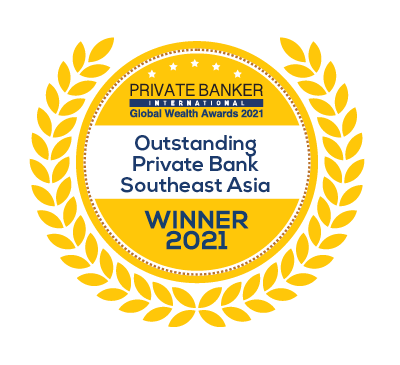 PRIVATE BANKER
INTERNATIONAL
Global Wealth Awards 2021
Outstanding
Private Bank
Southeast Asia
WINNER
2021